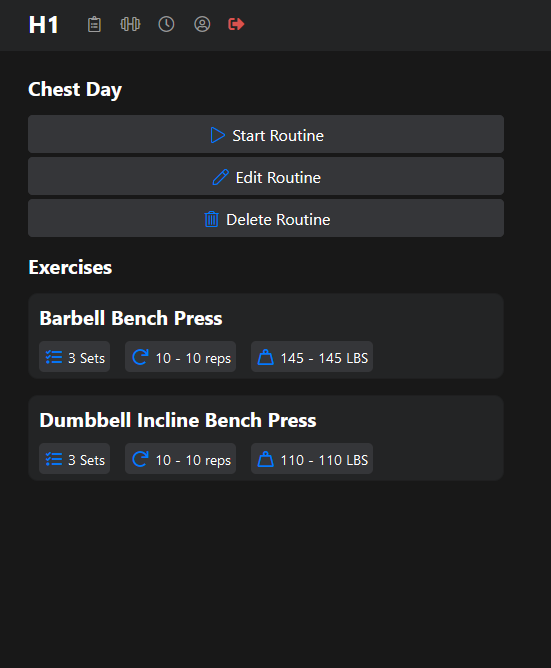 H1
Chest Day
Start Routine
Edit Routine
Delete Routine
Exercises
Barbell Bench Press
3 Sets 10 - 10 reps 145 - 145 LBS
Dumbbell Incline Bench Press
3 Sets 10 - 10 reps 110 - 110 LBS